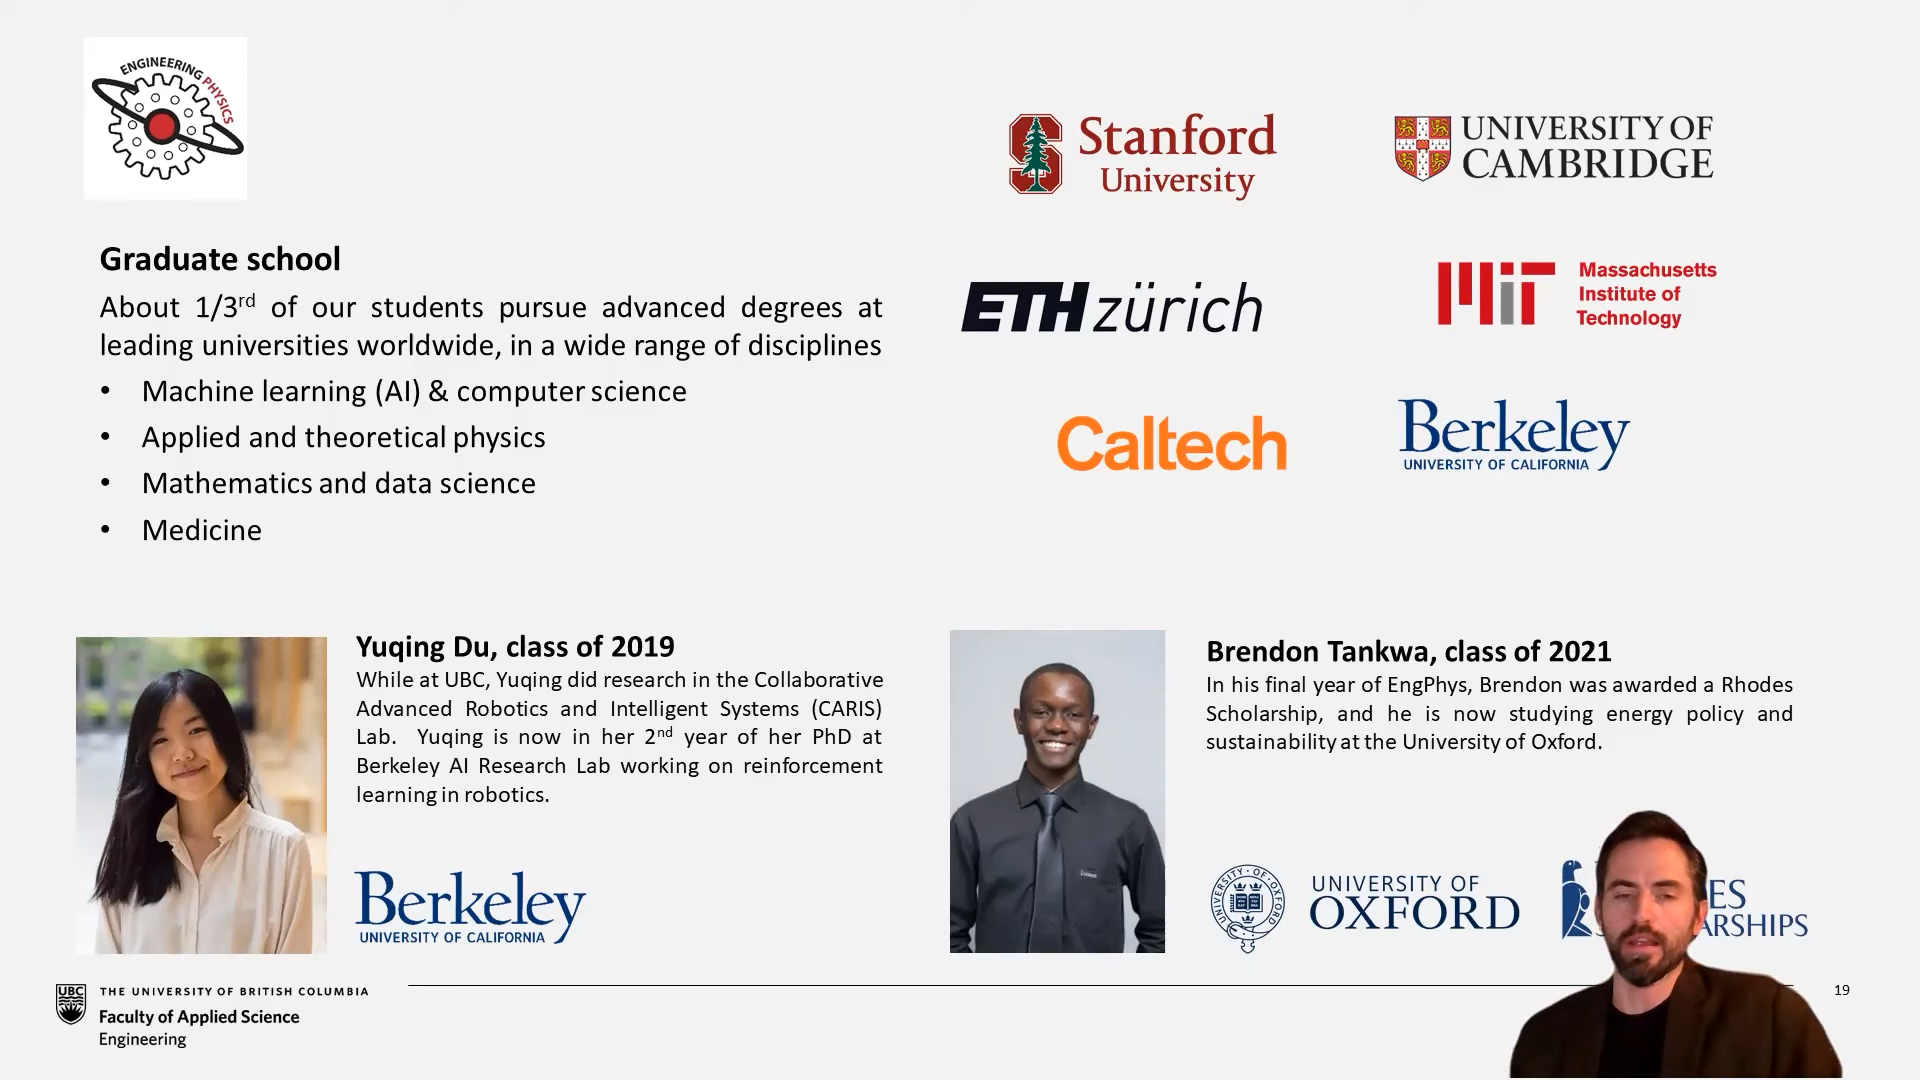 ENGINEERING PHYSICS
Stanford
University
UNIVERSITY OF
CAMBRIDGE
Graduate school
About 1/3rd of our students pursue advanced degrees at
leading universities worldwide, in a wide range of disciplines
• Machine learning (AI) & computer science
• Applied and theoretical physics
• Mathematics and data science
• Medicine
ETH zürich
MIT
Massachusetts
Institute of
Technology
Caltech
Berkeley
UNIVERSITY OF CALIFORNIA
Yuqing Du, class of 2019
While at UBC, Yuqing did research in the Collaborative
Advanced Robotics and Intelligent Systems (CARIS)
Lab. Yuqing is now in her 2nd year of her PhD at
Berkeley AI Research Lab working on reinforcement
learning in robotics.
Berkeley
UNIVERSITY OF CALIFORNIA
Brendon Tankwa, class of 2021
In his final year of EngPhys, Brendon was awarded a Rhodes
Scholarship, and he is now studying energy policy and
sustainability at the University of Oxford.
UNIVERSITY OF OXFORD
UNIVERSITY OF
OXFORD
ES
ARSHIPS
UBC
THE UNIVERSITY OF BRITISH COLUMBIA
Faculty of Applied Science
Engineering
19